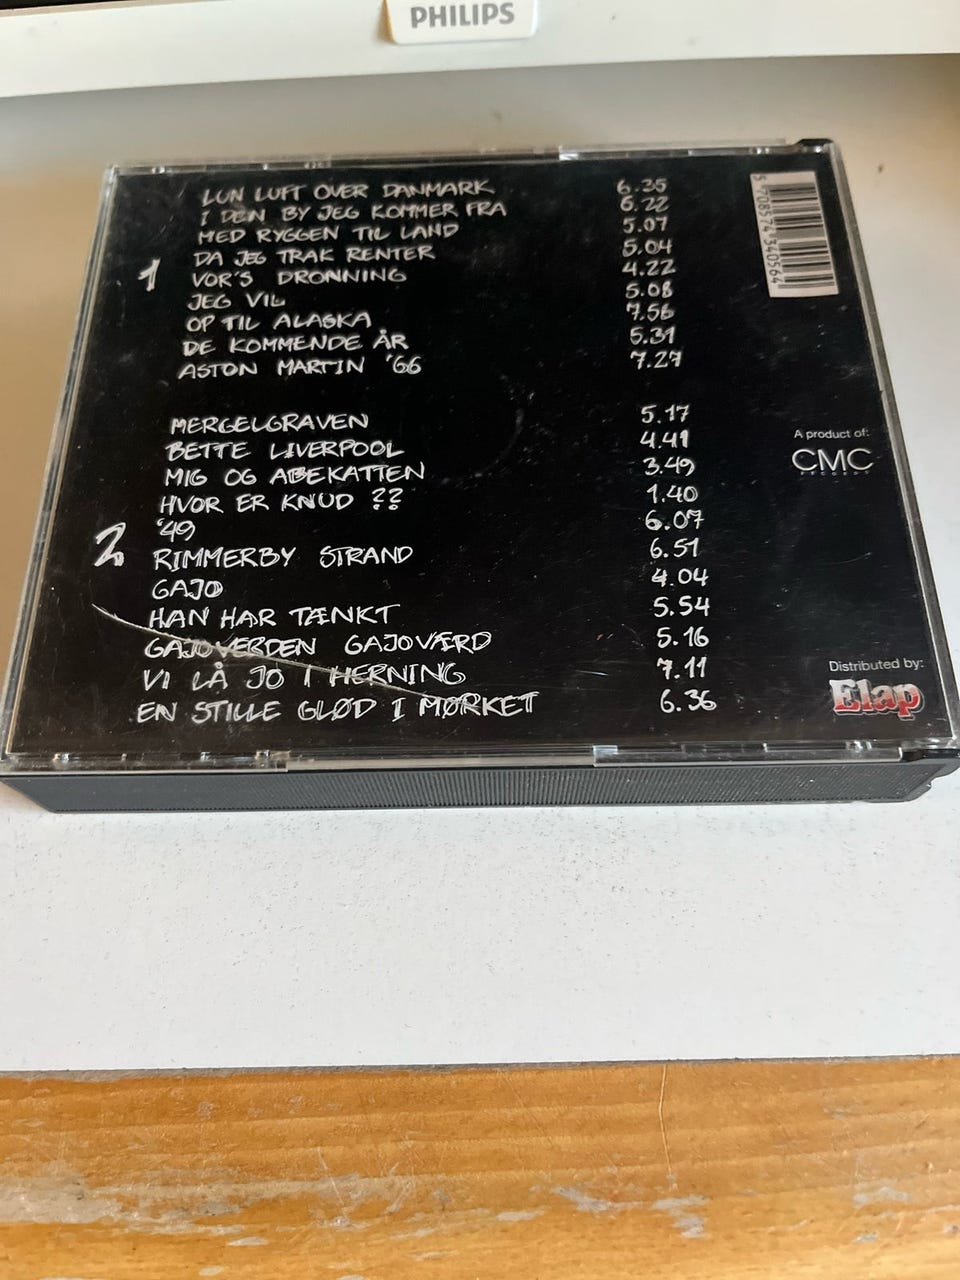 PHILIPS
LUN LUFT OVER DANMARK 6.35
I DEN BY JEG KOMMER FRA 6.22
MED RYGGEN TIL LAND 5.07
DA JEG TRAK RENTER 5.04
1 VOR'S DRONNING 4.22
JEG VIL 5.08
OP TIL ALASKA 7.56
DE KOMMENDE ÅR 5.31
ASTON MARTIN '66 7.27
5 708574 340564
MERGELGRAVEN 5.17
BETTE LIVERPOOL 4.41
MIG OG ABEKATTEN 3.49
HVOR ER KNUD ?? 1.40
'49 6.07
2 RIMMERBY STRAND 6.51
GAJO 4.04
HAN HAR TÆNKT 5.54
GAJOVERDEN GAJOVÆRD 5.16
VI LÅ JO I HERNING 7.11
EN STILLE GLØD I MØRKET 6.36
A product of:
CMC
RECORDS
Distributed by:
Elap